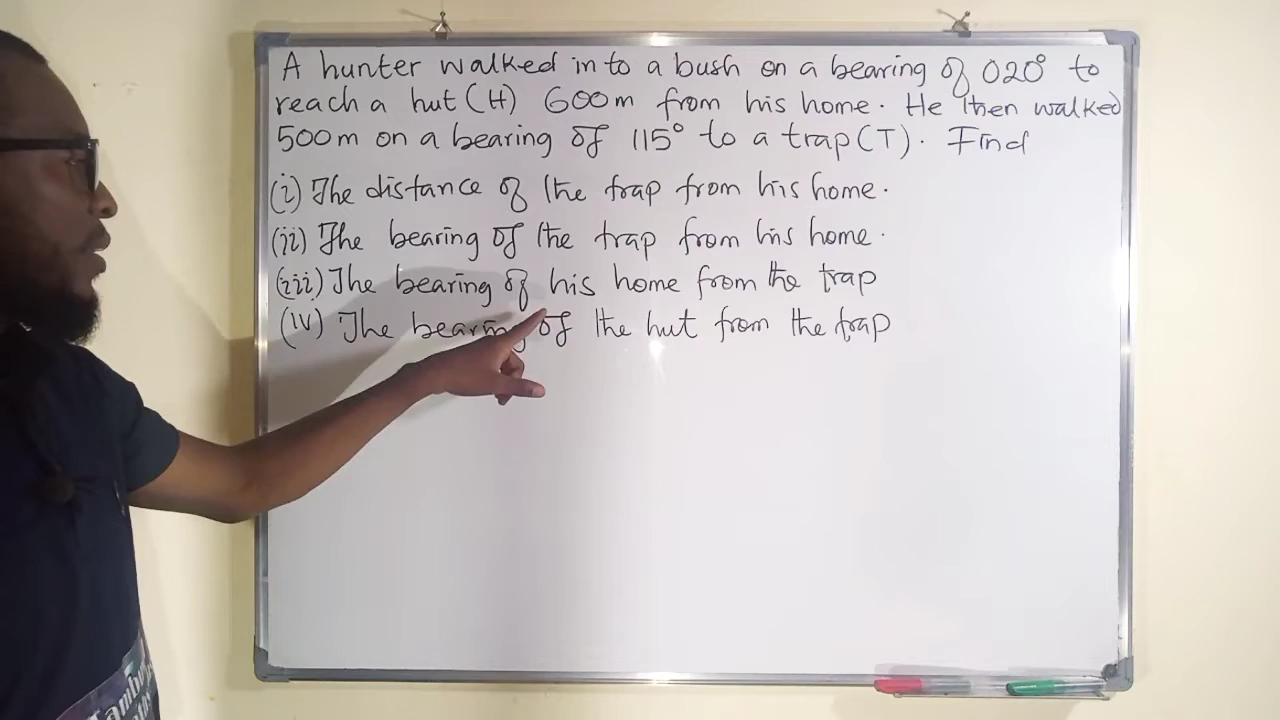 A hunter walked into a bush on a bearing of 020° to
reach a hut (H) 600m from his home. He then walked
500m on a bearing of 115° to a trap (T). Find
(i) The distance of the trap from his home.
(ii) The bearing of the trap from his home.
(iii) The bearing of his home from the trap
(iv) The bearing of the hut from the trap